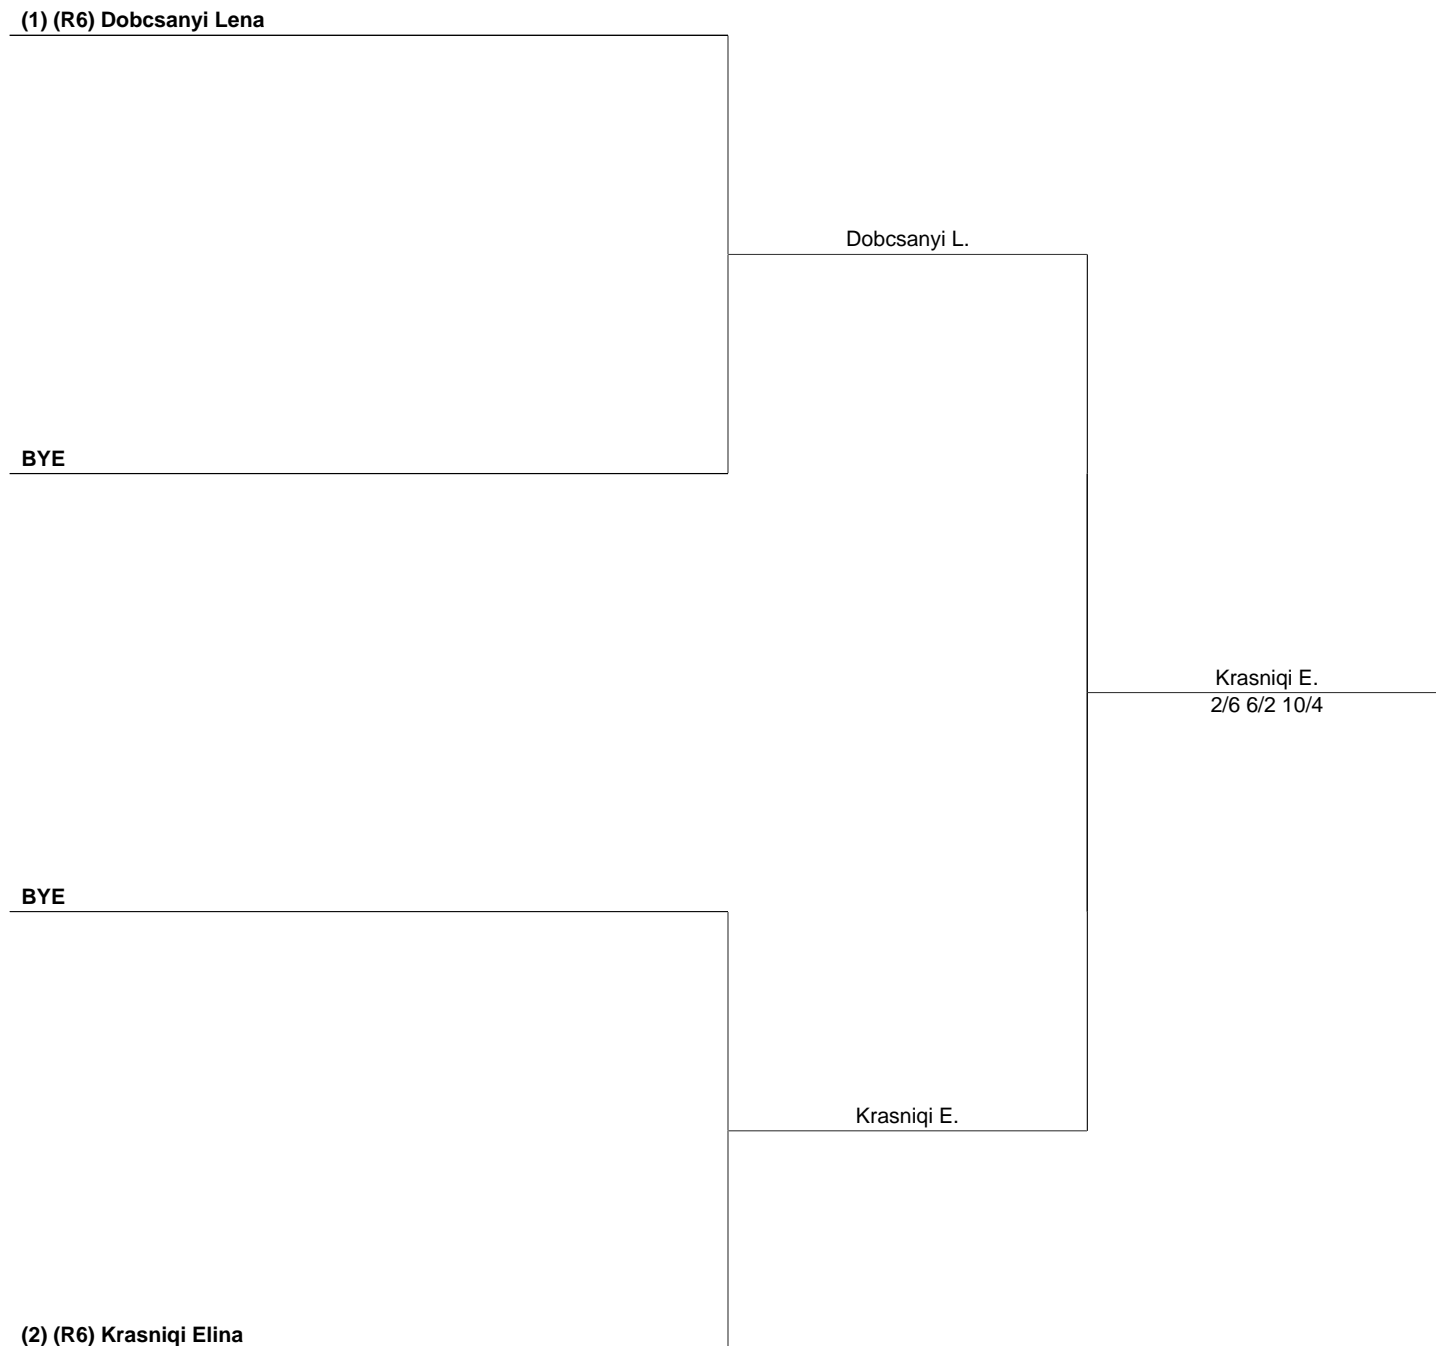 (1) (R6) Dobcsanyi Lena
Dobcsanyi L.
BYE
Krasniqi E.
2/6 6/2 10/4
BYE
Krasniqi E.
(2) (R6) Krasniqi Elina